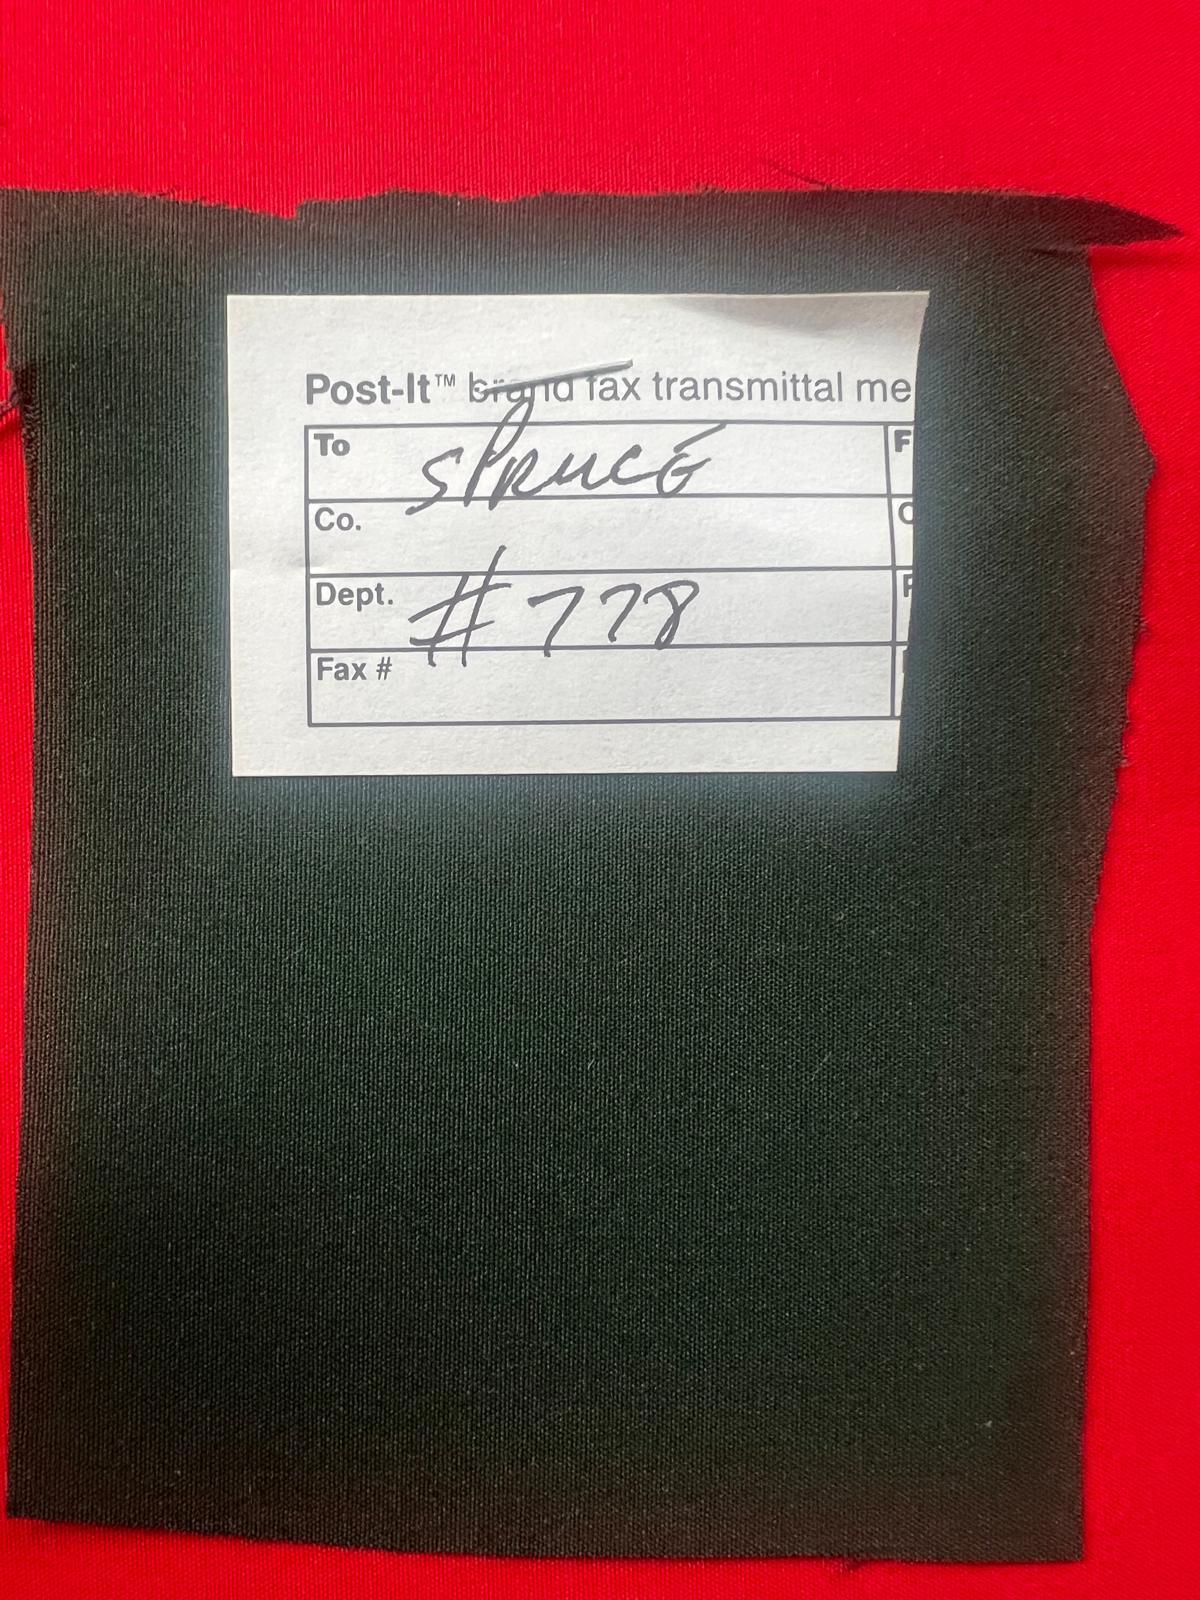 Post-It™ brand fax transmittal me
To SPRUCE F
Co. C
Dept. #778 F
Fax #